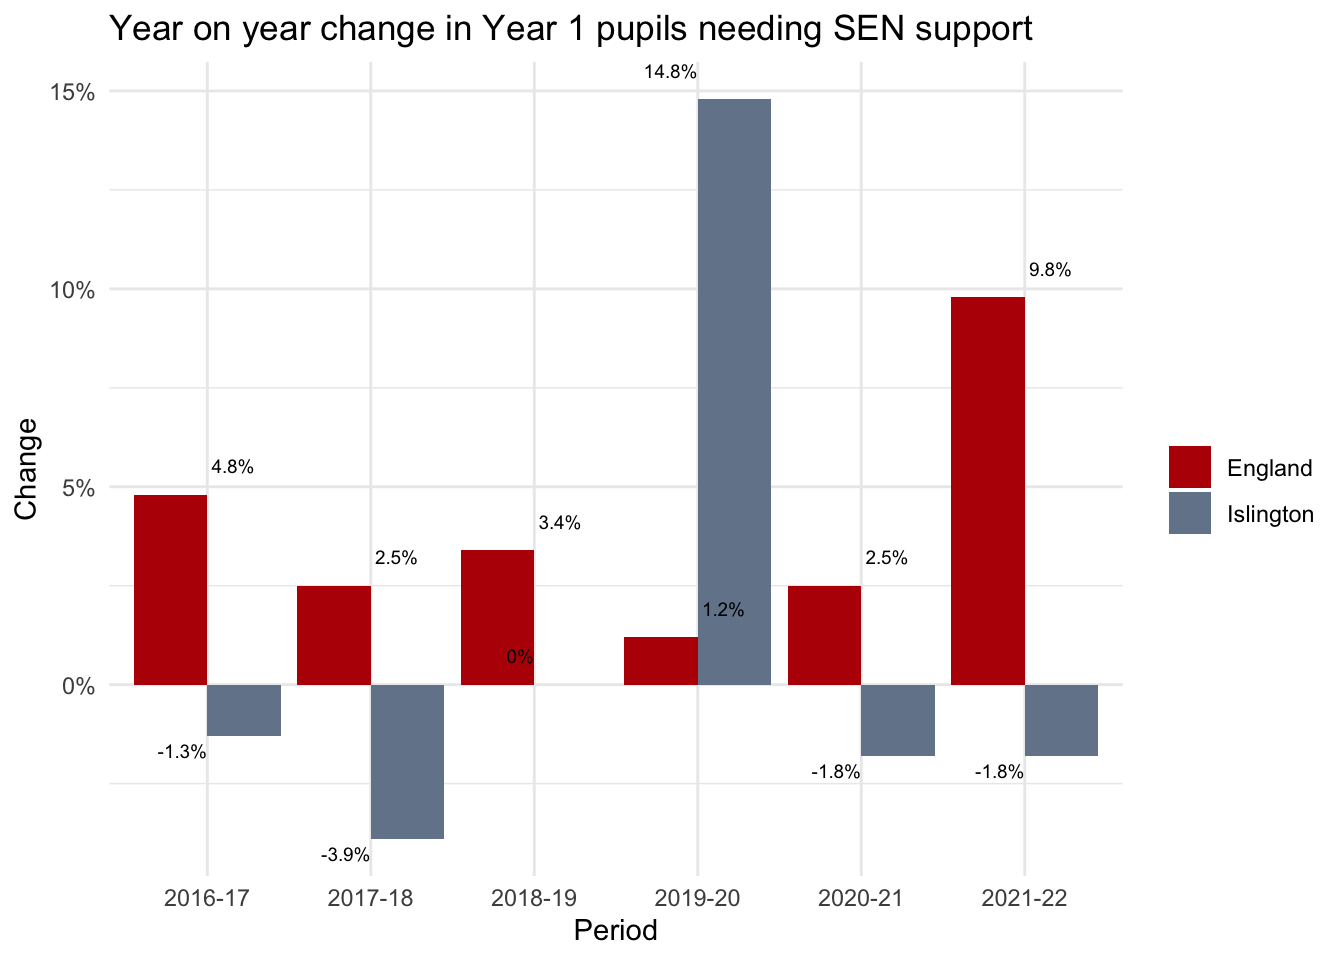 Year on year change in Year 1 pupils needing SEN support
14.8%
15%
9.8%
10%
4.8%
5%
3.4%
2.5%
2.5%
1.2%
0%
0%
-1.3%
-1.8%
-1.8%
-3.9%
Change
England
Islington
2016-17 2017-18 2018-19 2019-20 2020-21 2021-22
Period